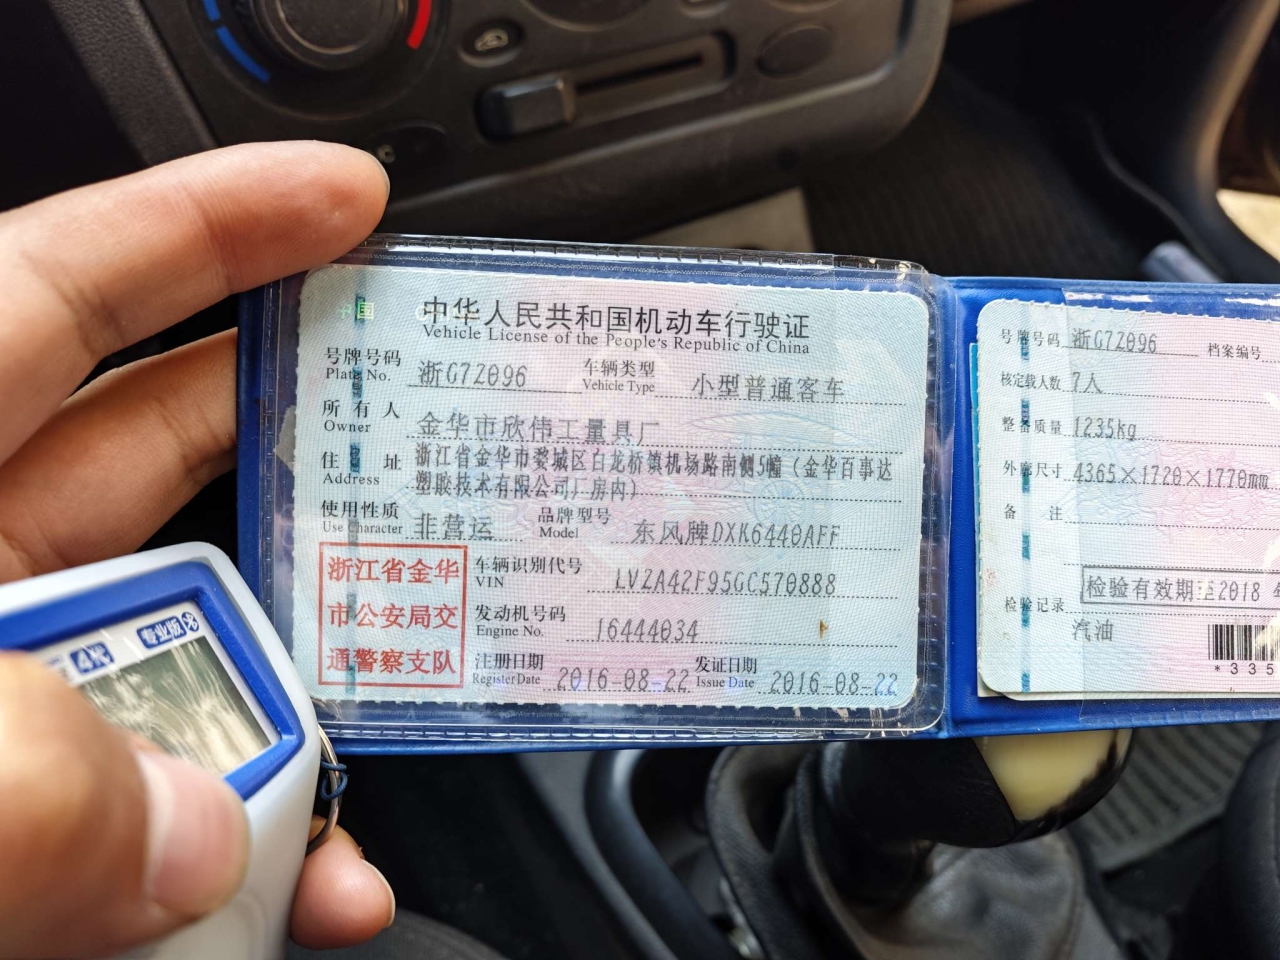 中国
中华人民共和国机动车行驶证
Vehicle License of the People's Republic of China
号牌号码 浙G7Z096 车辆类型 小型普通客车
Plate No. Vehicle Type
所有人 金华市欣伟工量具厂
Owner
住址 浙江省金华市婺城区白龙桥镇机场路南侧5幢（金华百事达
Address 塑胶技术有限公司厂房内）
使用性质 非营运 品牌型号 东风牌DXK6440AFF
Use Character Model
浙江省金华
市公安局交
通警察支队
车辆识别代号 LVZA42F95GC570888
VIN
发动机号码 16444034
Engine No.
注册日期 2016-08-22 发证日期 2016-08-22
Register Date Issue Date
号牌号码 浙G7Z096 档案编号
核定载人数 7人
整备质量 1235kg
外廓尺寸 4365×1720×1770mm
备注
检验有效期至2018
检验记录
汽油
*335
专业版